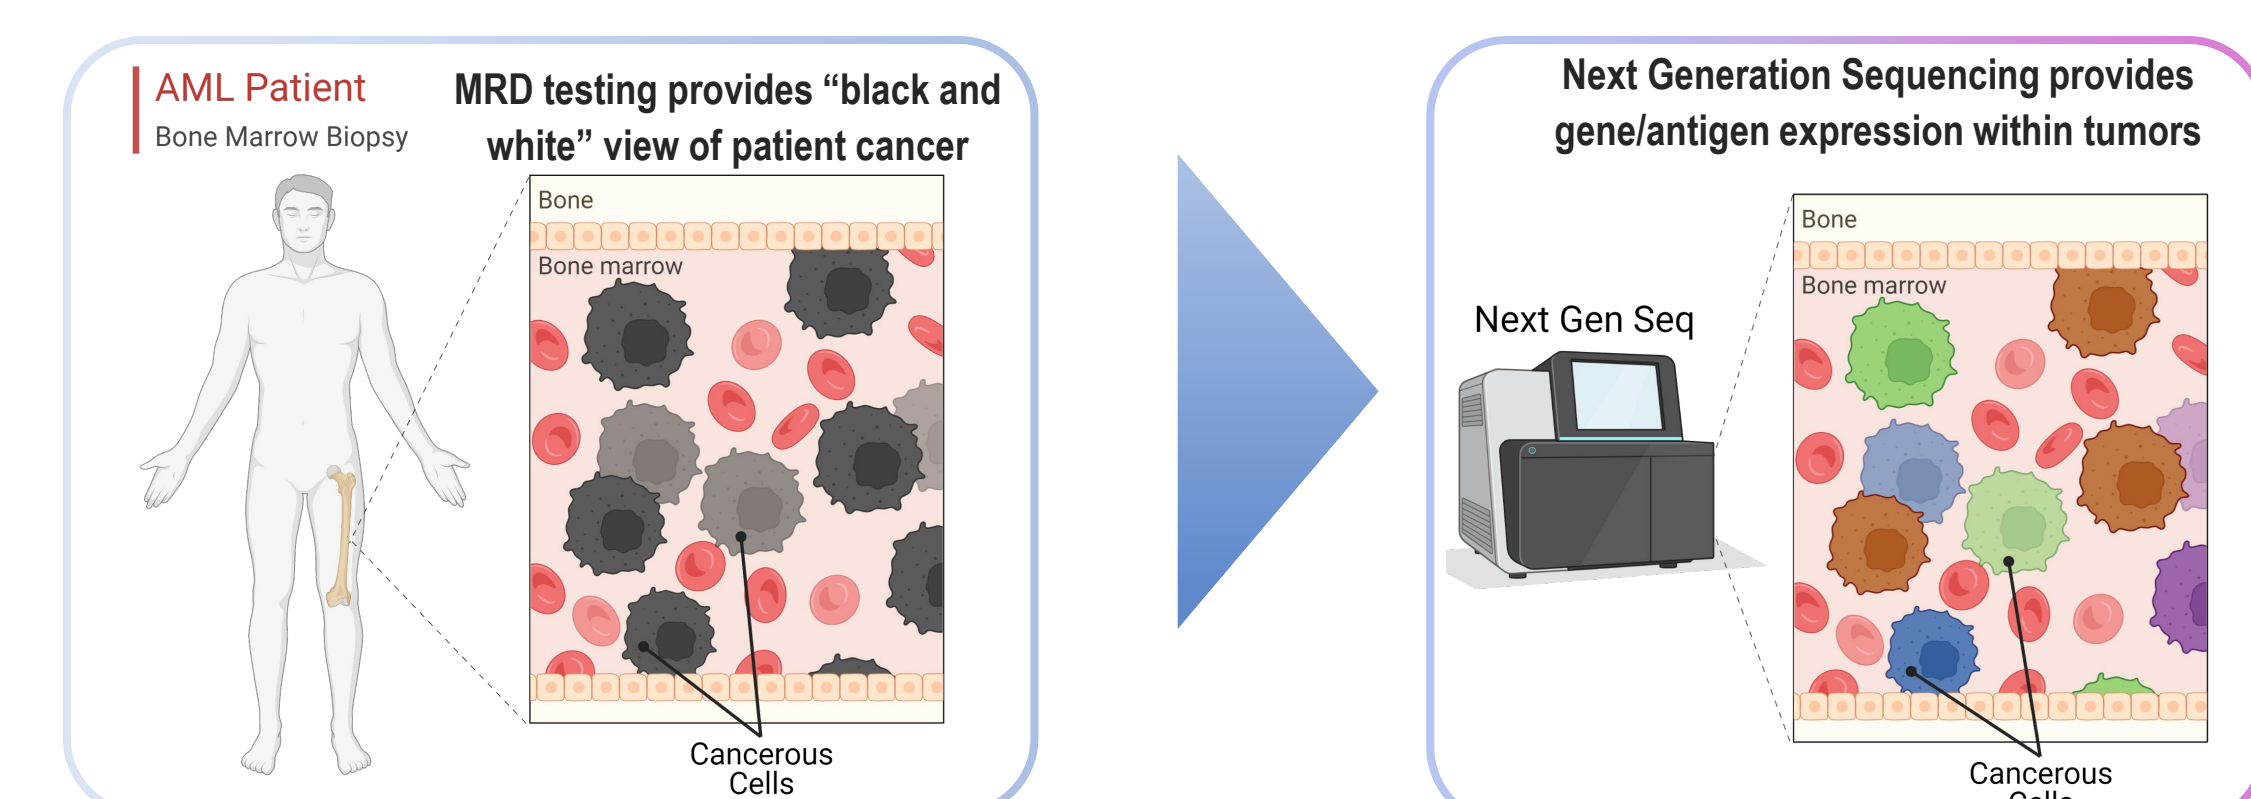 AML Patient
Bone Marrow Biopsy
MRD testing provides “black and
white” view of patient cancer
Bone
Bone marrow
Cancerous
Cells
Next Generation Sequencing provides
gene/antigen expression within tumors
Next Gen Seq
Bone
Bone marrow
Cancerous
Cells